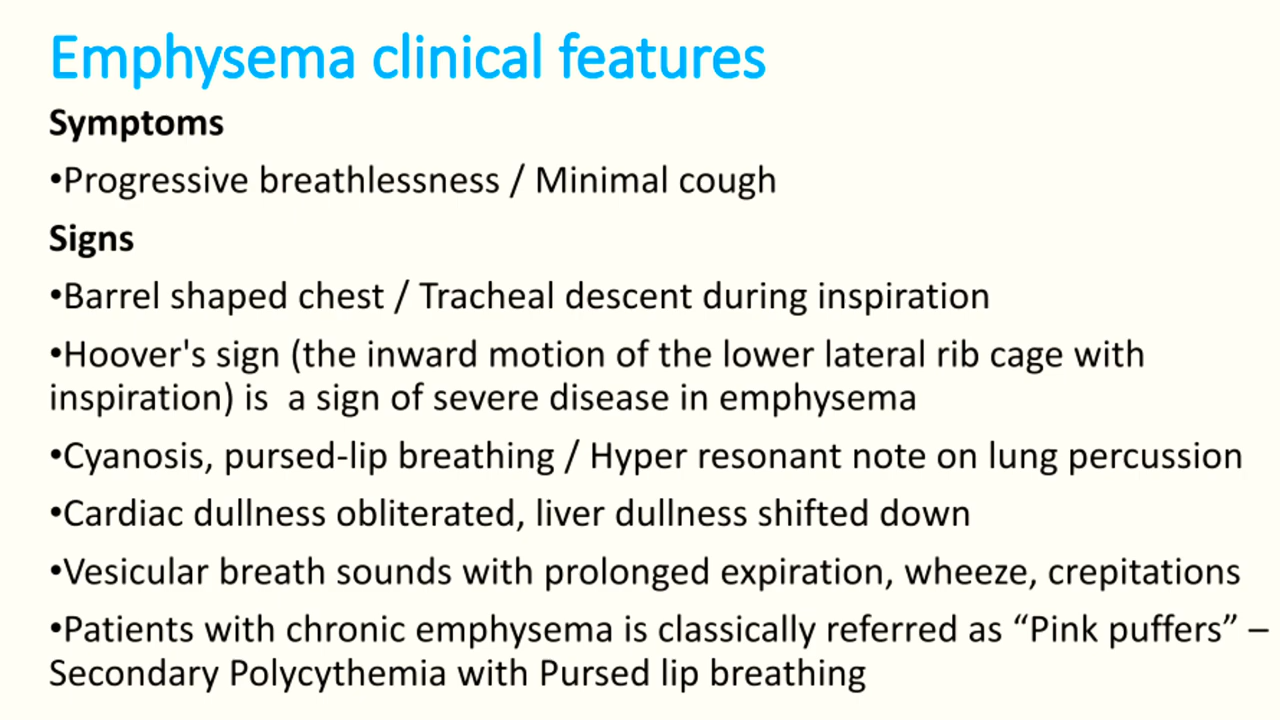 Emphysema clinical features
Symptoms
•Progressive breathlessness / Minimal cough
Signs
•Barrel shaped chest / Tracheal descent during inspiration
•Hoover's sign (the inward motion of the lower lateral rib cage with
inspiration) is  a sign of severe disease in emphysema
•Cyanosis, pursed-lip breathing / Hyper resonant note on lung percussion
•Cardiac dullness obliterated, liver dullness shifted down
•Vesicular breath sounds with prolonged expiration, wheeze, crepitations
•Patients with chronic emphysema is classically referred as “Pink puffers” –
Secondary Polycythemia with Pursed lip breathing